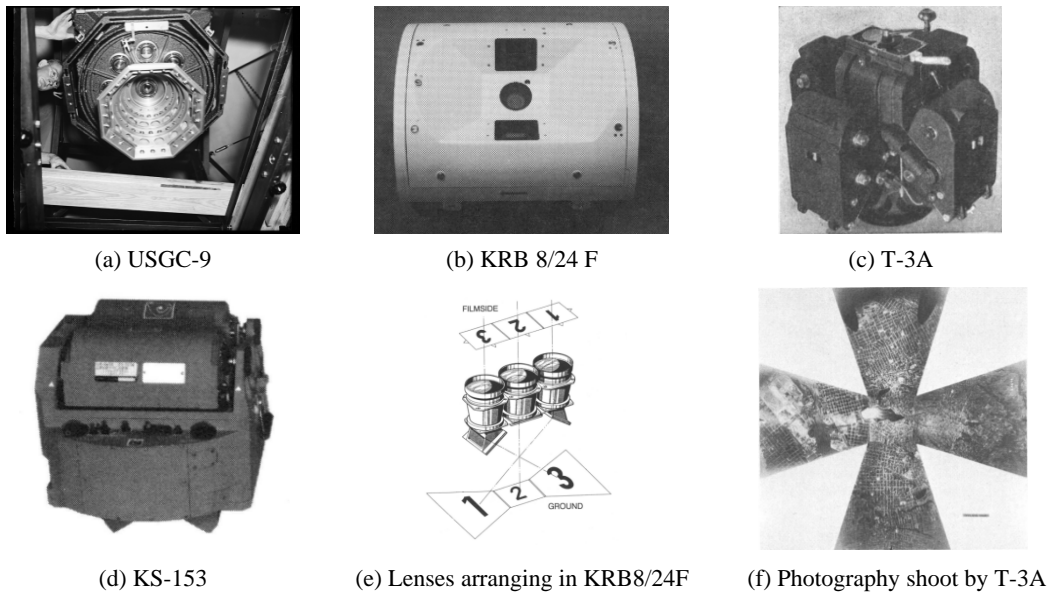 (a) USGC-9
(b) KRB 8/24 F
(c) T-3A
FILMSIDE
3 2 1
1 2 3
GROUND
(d) KS-153
(e) Lenses arranging in KRB8/24F
(f) Photography shoot by T-3A